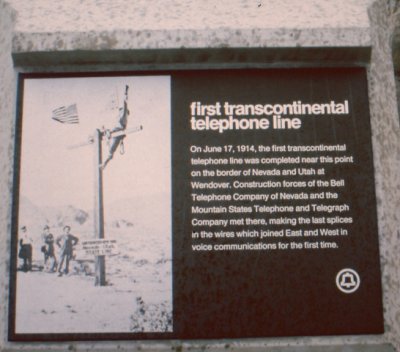 first transcontinental
telephone line
On June 17, 1914, the first transcontinental
telephone line was completed near this point
on the border of Nevada and Utah at
Wendover. Construction forces of the Bell
Telephone Company of Nevada and the
Mountain States Telephone and Telegraph
Company met there, making the last splices
in the wires which joined East and West in
voice communications for the first time.
STATE LINE